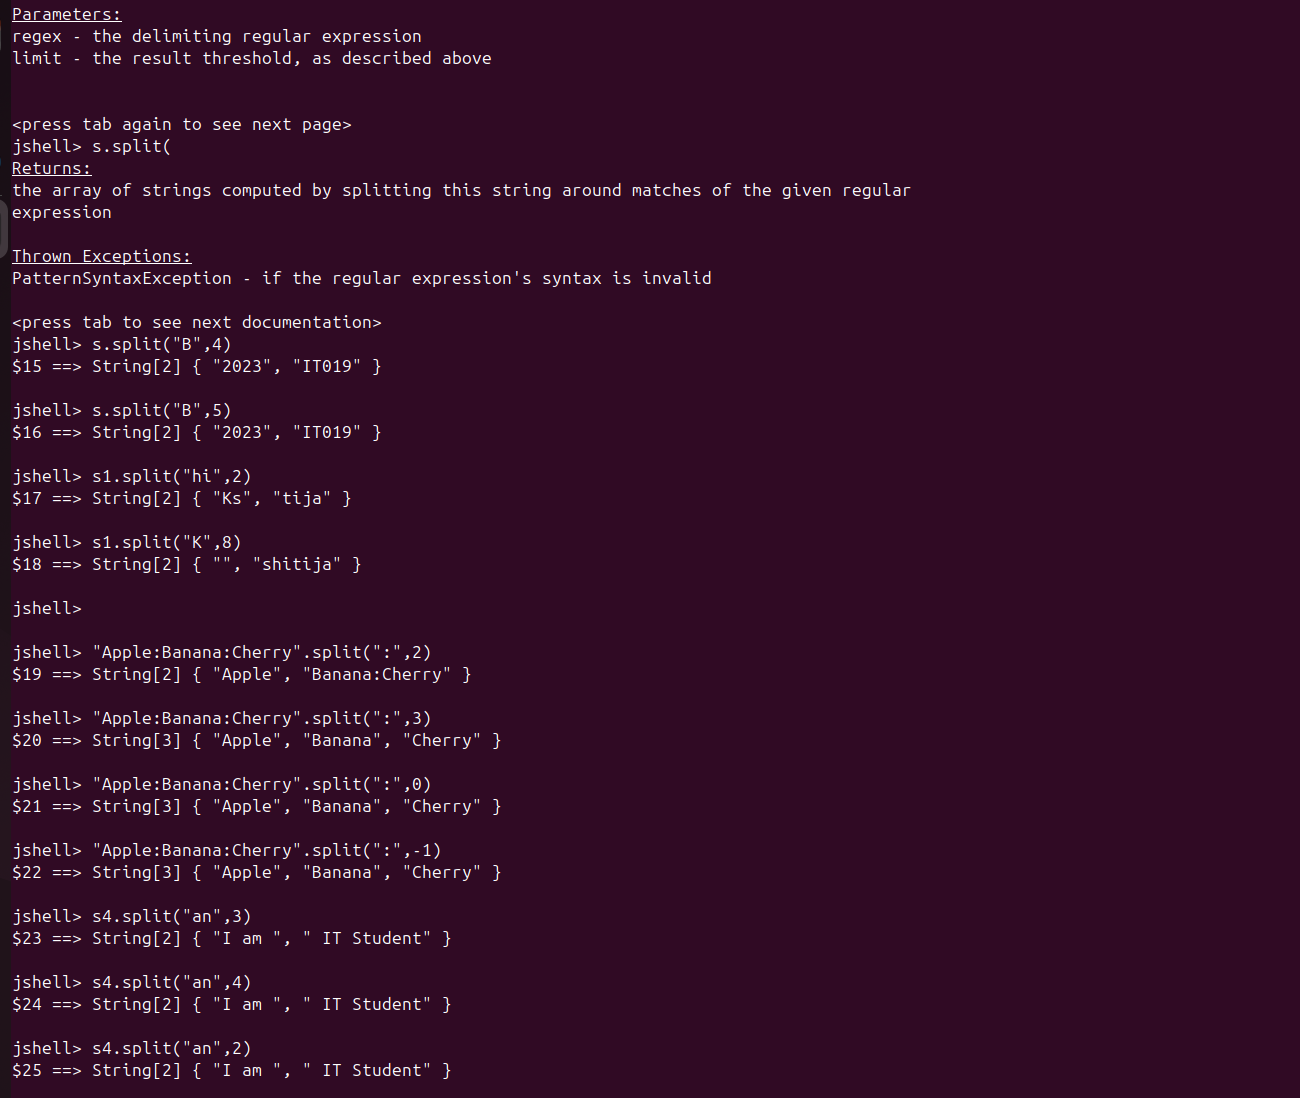 Parameters:
regex - the delimiting regular expression
limit - the result threshold, as described above
<press tab again to see next page>
jshell> s.split(
Returns:
the array of strings computed by splitting this string around matches of the given regular
expression
Thrown Exceptions:
PatternSyntaxException - if the regular expression's syntax is invalid
<press tab to see next documentation>
jshell> s.split("B",4)
$15 ==> String[2] { "2023", "IT019" }
jshell> s.split("B",5)
$16 ==> String[2] { "2023", "IT019" }
jshell> s1.split("hi",2)
$17 ==> String[2] { "Ks", "tija" }
jshell> s1.split("K",8)
$18 ==> String[2] { "", "shitija" }
jshell>
jshell> "Apple:Banana:Cherry".split(":",2)
$19 ==> String[2] { "Apple", "Banana:Cherry" }
jshell> "Apple:Banana:Cherry".split(":",3)
$20 ==> String[3] { "Apple", "Banana", "Cherry" }
jshell> "Apple:Banana:Cherry".split(":",0)
$21 ==> String[3] { "Apple", "Banana", "Cherry" }
jshell> "Apple:Banana:Cherry".split(":",-1)
$22 ==> String[3] { "Apple", "Banana", "Cherry" }
jshell> s4.split("an",3)
$23 ==> String[2] { "I am ", " IT Student" }
jshell> s4.split("an",4)
$24 ==> String[2] { "I am ", " IT Student" }
jshell> s4.split("an",2)
$25 ==> String[2] { "I am ", " IT Student" }